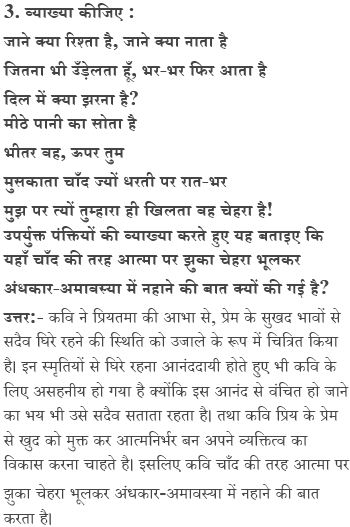 3. व्याख्या कीजिए :
जाने क्या रिश्ता है, जाने क्या नाता है
जितना भी उँड़ेलता हूँ, भर-भर फिर आता है
दिल में क्या झरना है?
मीठे पानी का सोता है
भीतर वह, ऊपर तुम
मुसकाता चाँद ज्यों धरती पर रात-भर
मुझ पर त्यों तुम्हारा ही खिलता वह चेहरा है!
उपर्युक्त पंक्तियों की व्याख्या करते हुए यह बताइए कि
यहाँ चाँद की तरह आत्मा पर झुका चेहरा भूलकर
अंधकार-अमावस्या में नहाने की बात क्यों की गई है?
उत्तर:- कवि ने प्रियतमा की आभा से, प्रेम के सुखद भावों से
सदैव घिरे रहने की स्थिति को उजाले के रूप में चित्रित किया
है। इन स्मृतियों से घिरे रहना आनंददायी होते हुए भी कवि के
लिए असहनीय हो गया है क्योंकि इस आनंद से वंचित हो जाने
का भय भी उसे सदैव सताता रहता है। तथा कवि प्रिय के प्रेम
से खुद को मुक्त कर आत्मनिर्भर बन अपने व्यक्तित्व का
विकास करना चाहते है। इसलिए कवि चाँद की तरह आत्मा पर
झुका चेहरा भूलकर अंधकार-अमावस्या में नहाने की बात
करता है।